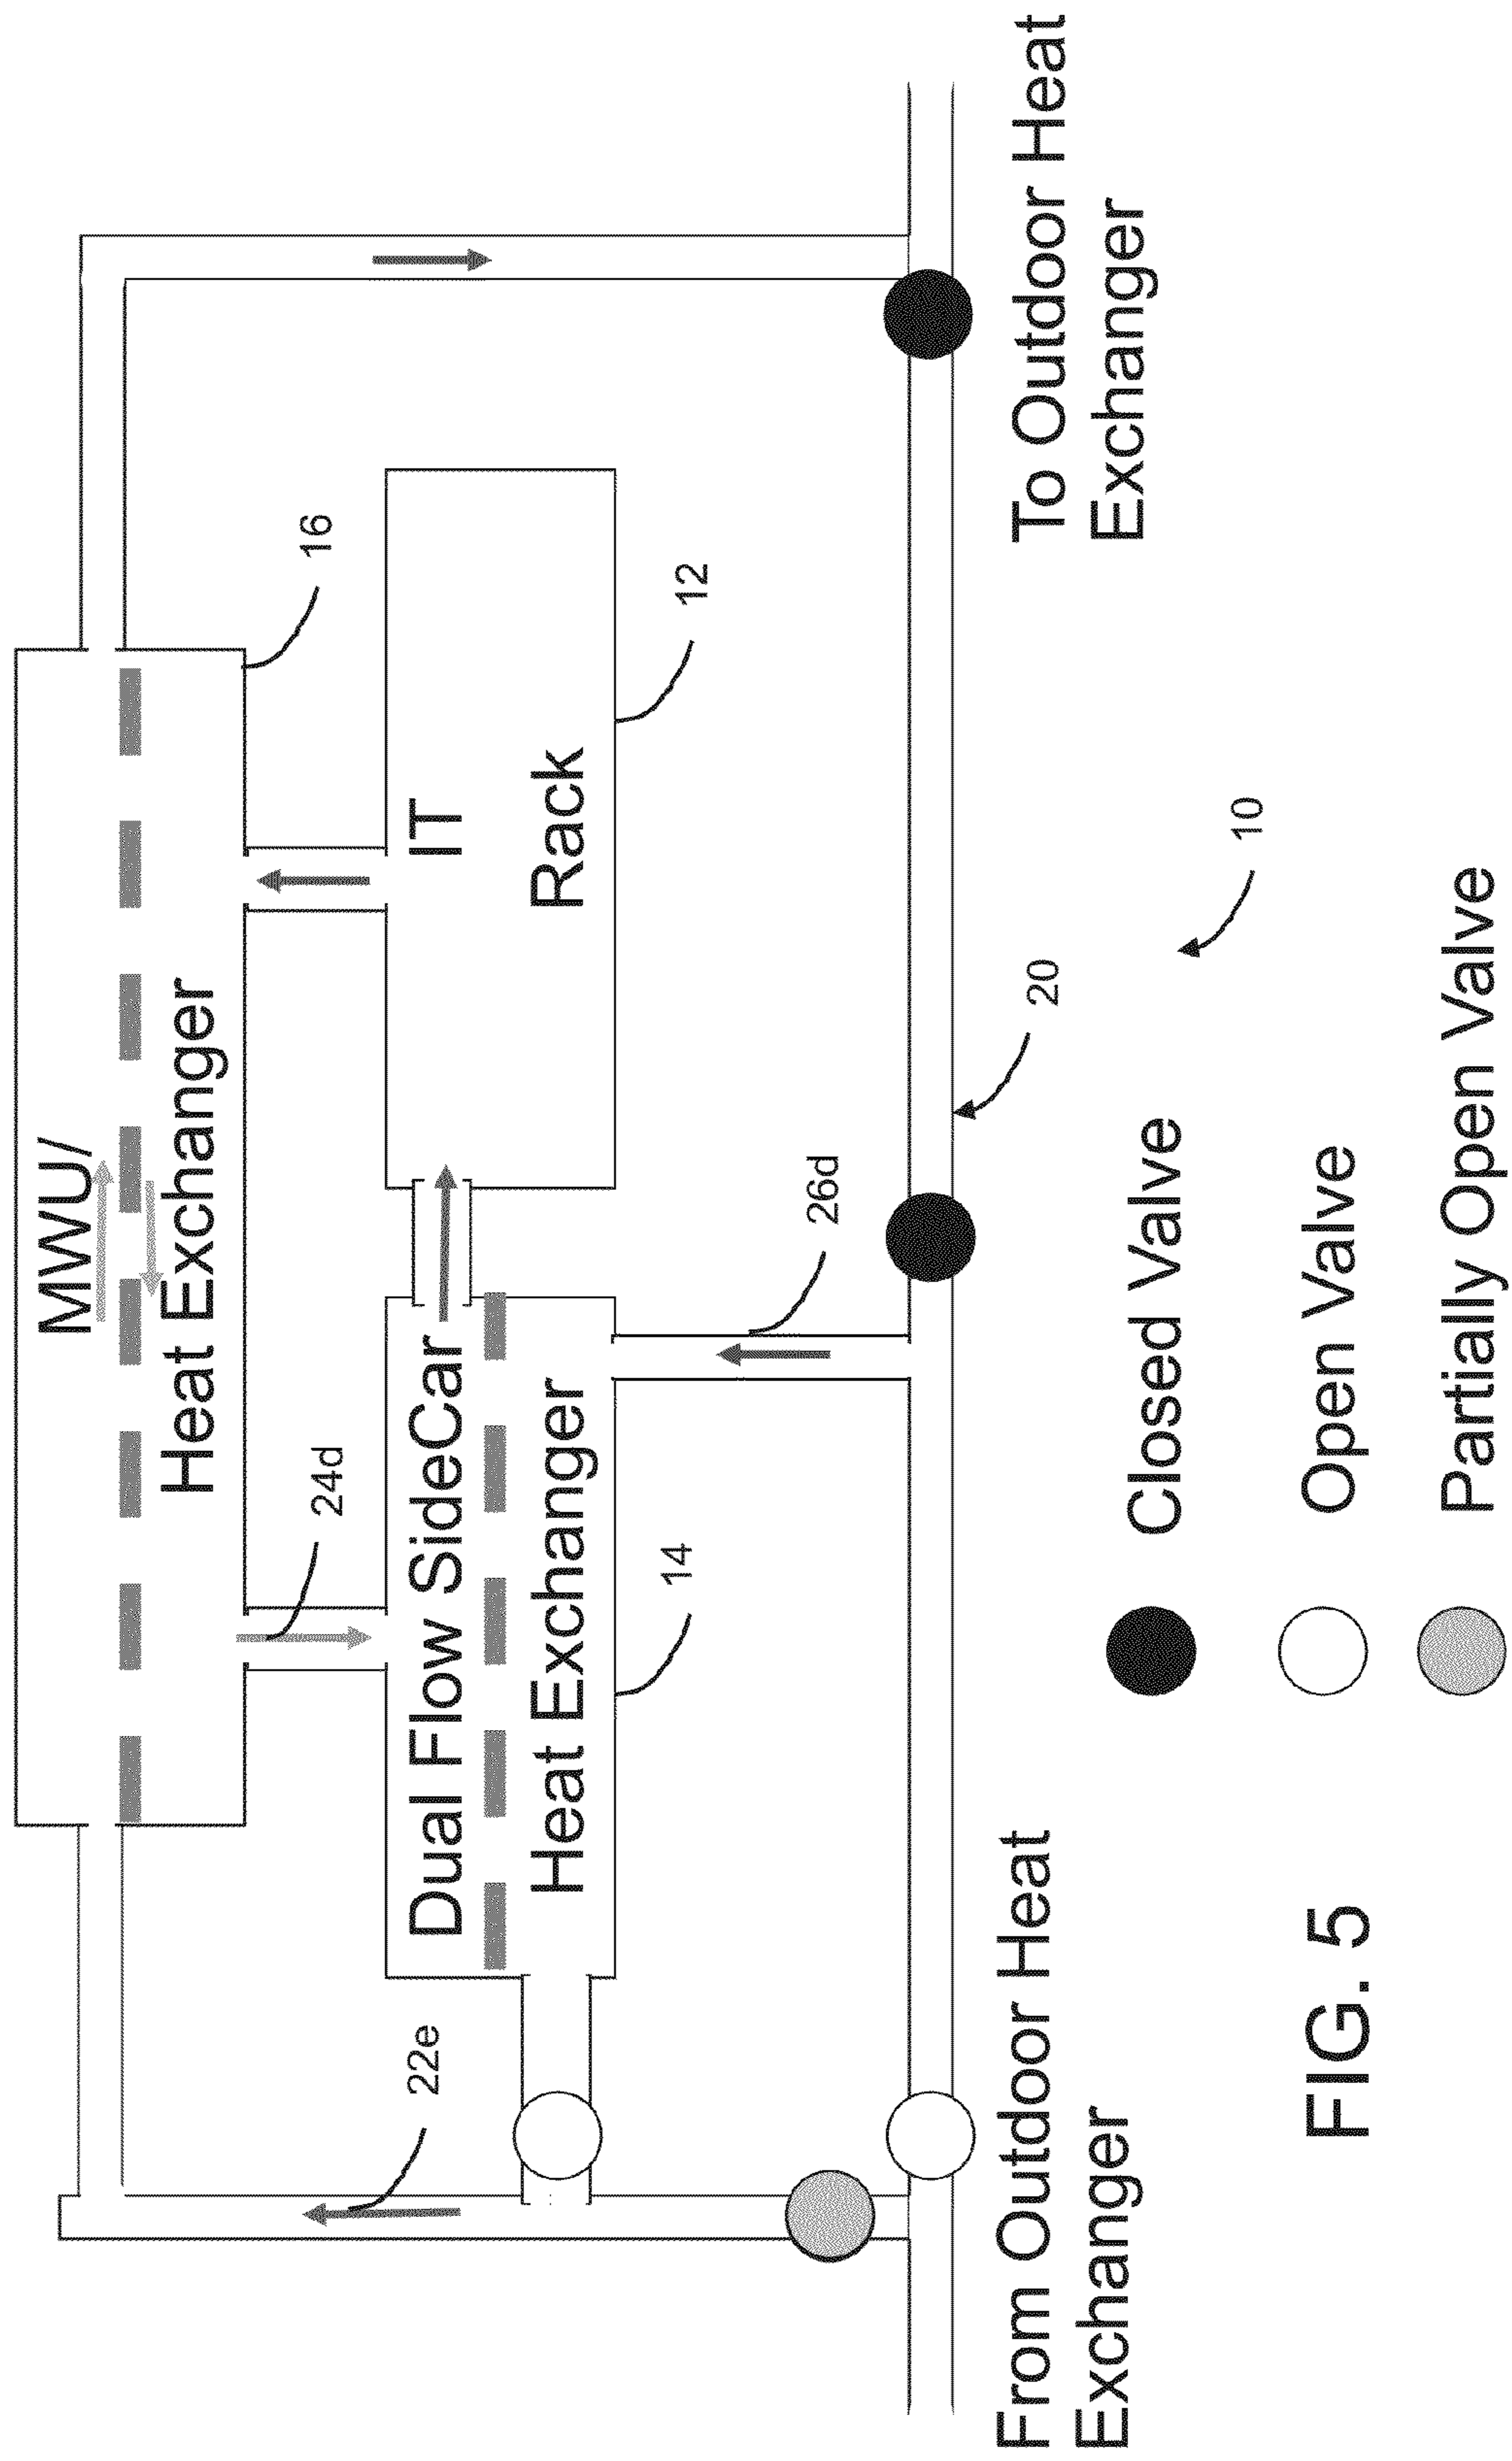 MWU/
Heat Exchanger
16
24d
22e
Dual Flow SideCar
Heat Exchanger
14
IT
Rack
12
26d
20
From Outdoor Heat
Exchanger
To Outdoor Heat
Exchanger
10
Closed Valve
Open Valve
Partially Open Valve
FIG. 5